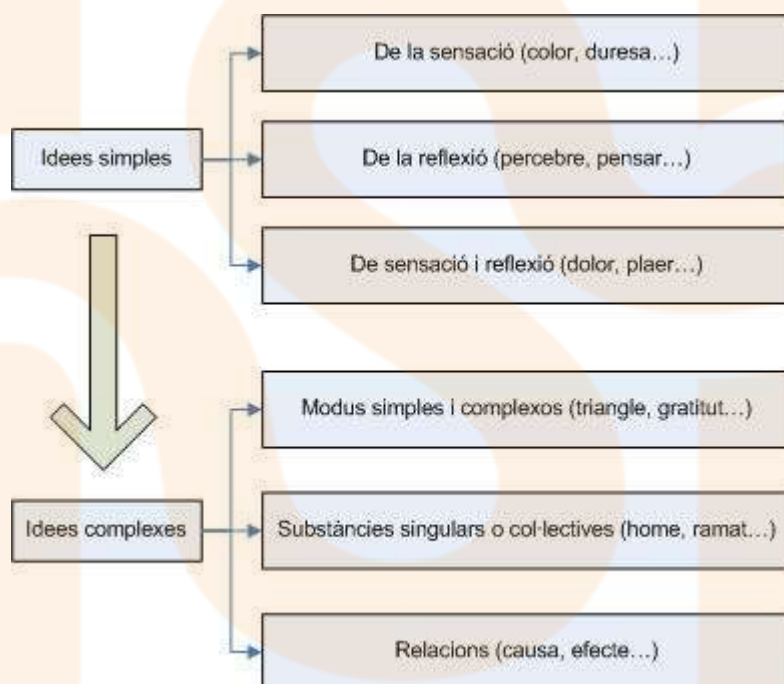 De la sensació (color, duresa…)
Idees simples
De la reflexió (percebre, pensar…)
De sensació i reflexió (dolor, plaer…)
Modus simples i complexos (triangle, gratitut…)
Idees complexes
Substàncies singulars o col·lectives (home, ramat…)
Relacions (causa, efecte…)